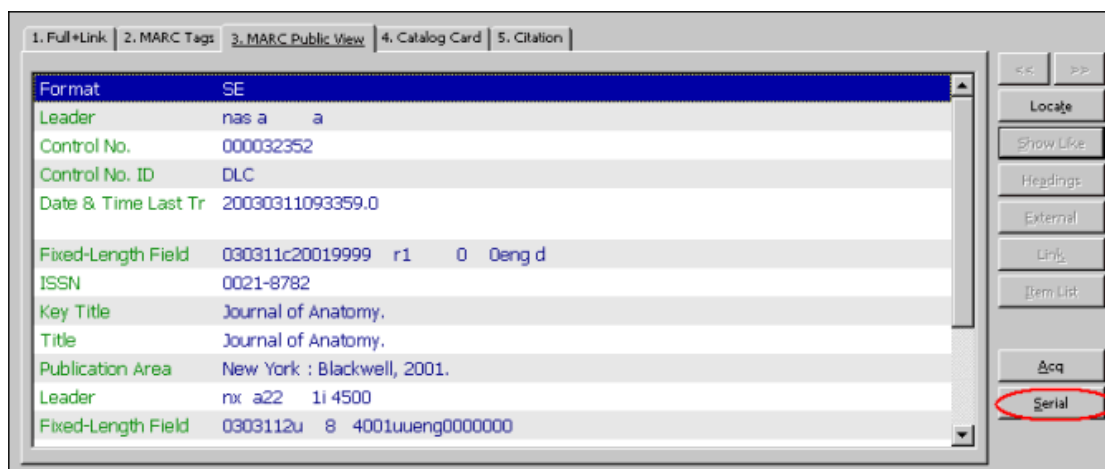 1. Full+Link 2. MARC Tags 3. MARC Public View 4. Catalog Card 5. Citation
<< >>
Format SE
Locate
Leader nas a a
Show Like
Control No. 000032352
Headings
Control No. ID DLC
Date & Time Last Tr 20030311093359.0
External
Fixed-Length Field 030311c20019999 r1 0 0eng d
Link
ISSN 0021-8782
Item List
Key Title Journal of Anatomy.
Title Journal of Anatomy.
Publication Area New York : Blackwell, 2001.
Acq
Leader nx a22 1i 4500
Serial
Fixed-Length Field 0303112u 8 4001uueng0000000